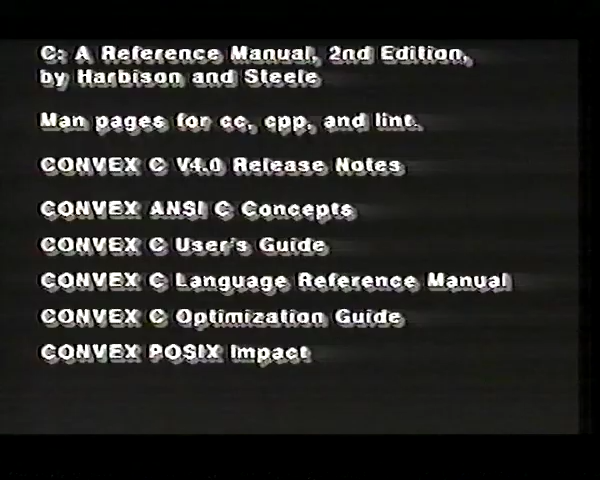 C: A Reference Manual, 2nd Edition,
by Harbison and Steele
Man pages for cc, cpp, and lint.
CONVEX C V4.0 Release Notes
CONVEX ANSI C Concepts
CONVEX C User's Guide
CONVEX C Language Reference Manual
CONVEX C Optimization Guide
CONVEX POSIX Impact